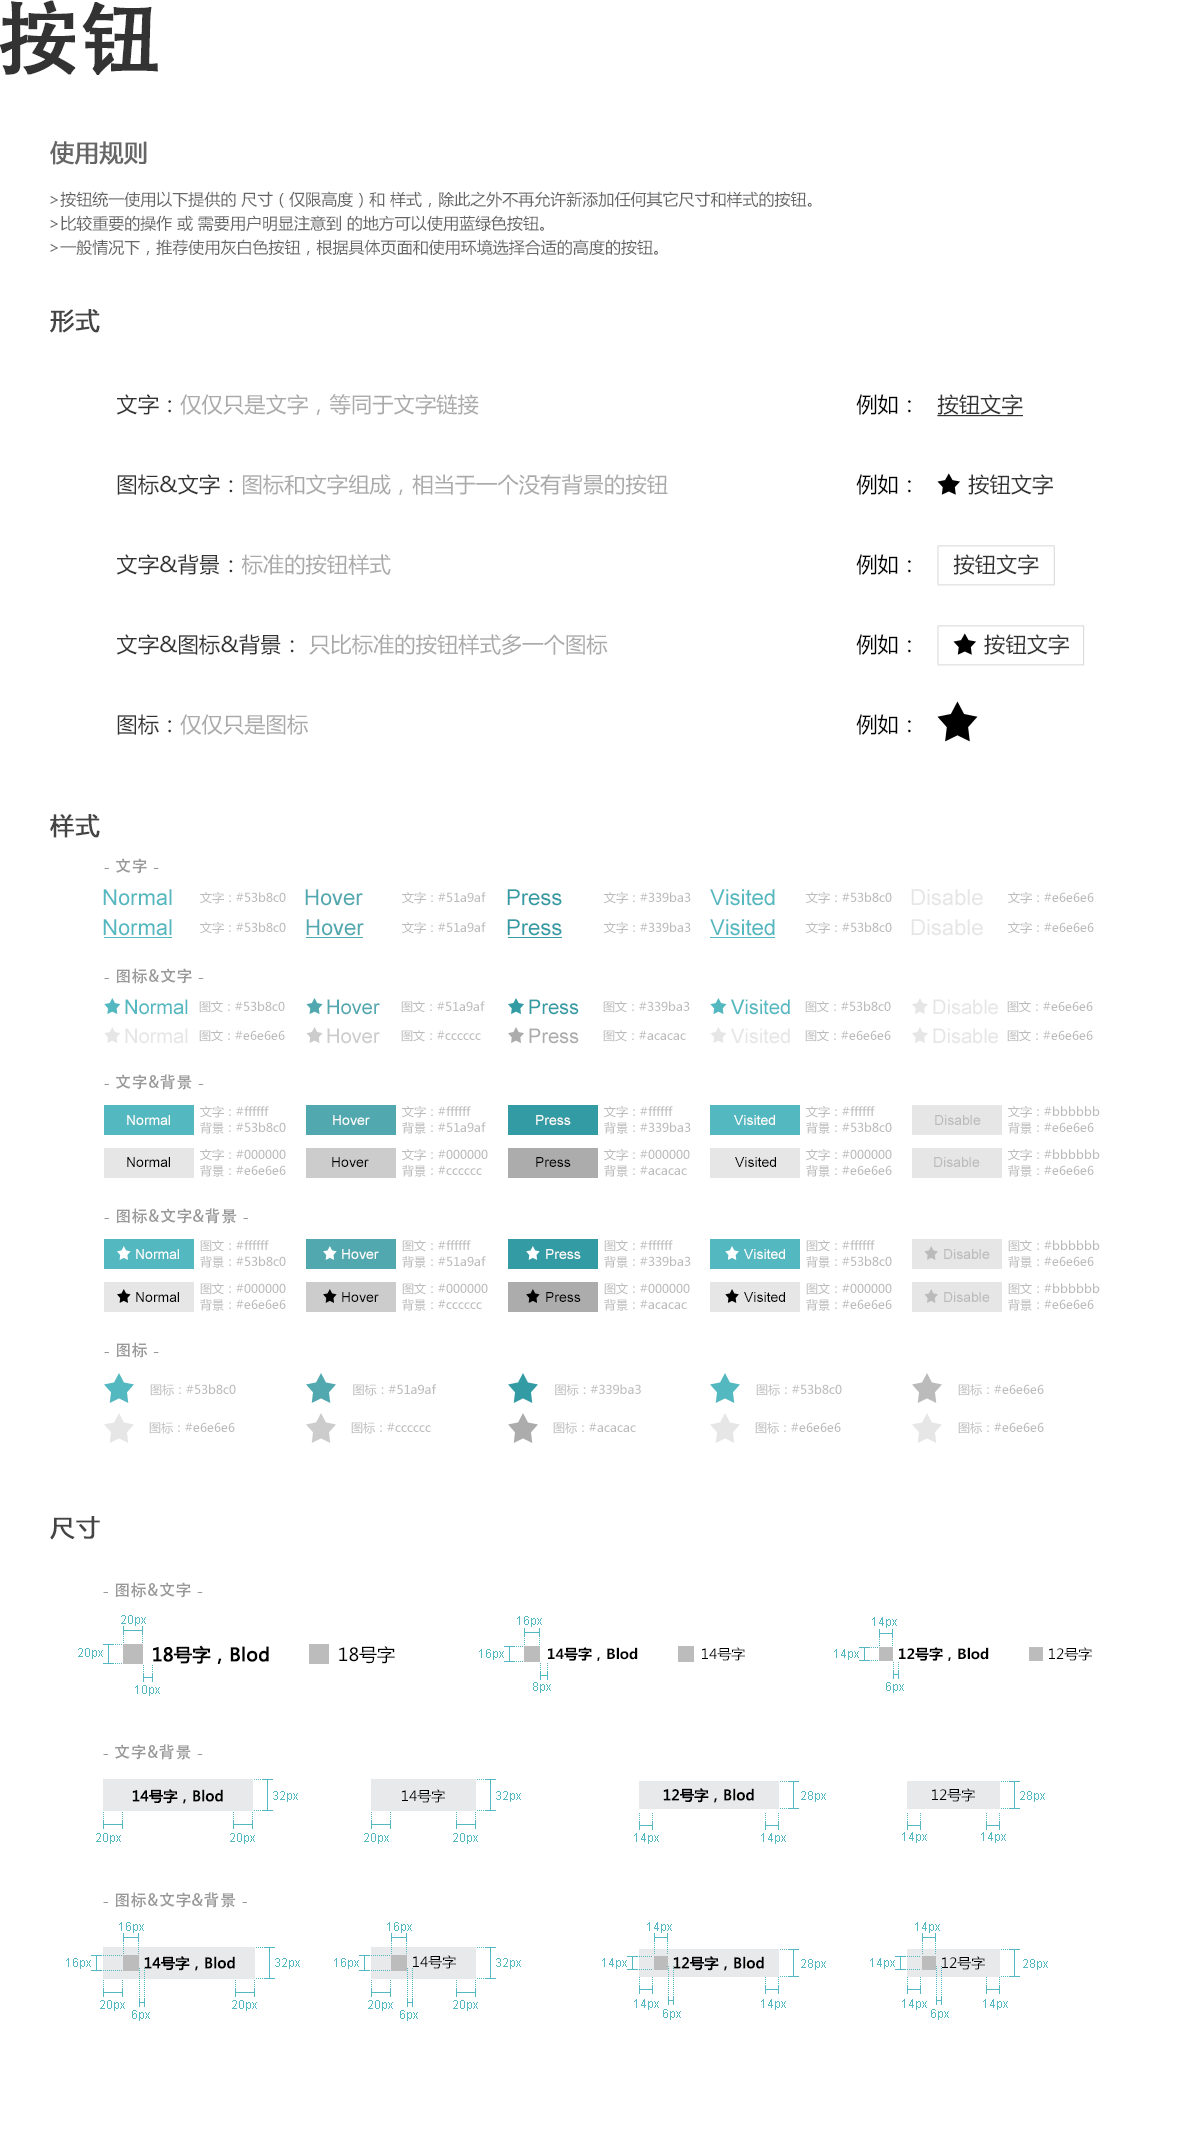 按钮
使用规则
>按钮统一使用以下提供的 尺寸（仅限高度）和 样式，除此之外不再允许新添加任何其它尺寸和样式的按钮。
>比较重要的操作 或 需要用户明显注意到 的地方可以使用蓝绿色按钮。
>一般情况下，推荐使用灰白色按钮，根据具体页面和使用环境选择合适的高度的按钮。
形式
文字：仅仅只是文字，等同于文字链接 例如： 按钮文字
图标&文字：图标和文字组成，相当于一个没有背景的按钮 例如： 按钮文字
文字&背景：标准的按钮样式 例如： 按钮文字
文字&图标&背景： 只比标准的按钮样式多一个图标 例如： 按钮文字
图标：仅仅只是图标 例如：
样式
- 文字 -
Normal 文字：#53b8c0 Hover 文字：#51a9af Press 文字：#339ba3 Visited 文字：#53b8c0 Disable 文字：#e6e6e6
Normal 文字：#53b8c0 Hover 文字：#51a9af Press 文字：#339ba3 Visited 文字：#53b8c0 Disable 文字：#e6e6e6
- 图标&文字 -
Normal 图文：#53b8c0 Hover 图文：#51a9af Press 图文：#339ba3 Visited 图文：#53b8c0 Disable 图文：#e6e6e6
Normal 图文：#e6e6e6 Hover 图文：#cccccc Press 图文：#acacac Visited 图文：#e6e6e6 Disable 图文：#e6e6e6
- 文字&背景 -
Normal 文字：#ffffff Hover 文字：#ffffff Press 文字：#ffffff Visited 文字：#ffffff Disable 文字：#bbbbbb
背景：#53b8c0 背景：#51a9af 背景：#339ba3 背景：#53b8c0 背景：#e6e6e6
Normal 文字：#000000 Hover 文字：#000000 Press 文字：#000000 Visited 文字：#000000 Disable 文字：#bbbbbb
背景：#e6e6e6 背景：#cccccc 背景：#acacac 背景：#e6e6e6 背景：#e6e6e6
- 图标&文字&背景 -
Normal 图文：#ffffff Hover 图文：#ffffff Press 图文：#ffffff Visited 图文：#ffffff Disable 图文：#bbbbbb
背景：#53b8c0 背景：#51a9af 背景：#339ba3 背景：#53b8c0 背景：#e6e6e6
Normal 图文：#000000 Hover 图文：#000000 Press 图文：#000000 Visited 图文：#000000 Disable 图文：#bbbbbb
背景：#e6e6e6 背景：#cccccc 背景：#acacac 背景：#e6e6e6 背景：#e6e6e6
- 图标 -
图标：#53b8c0 图标：#51a9af 图标：#339ba3 图标：#53b8c0 图标：#e6e6e6
图标：#e6e6e6 图标：#cccccc 图标：#acacac 图标：#e6e6e6 图标：#e6e6e6
尺寸
- 图标&文字 -
20px 16px 14px
20px 18号字，Blod 18号字 16px 14号字，Blod 14号字 14px 12号字，Blod 12号字
10px 8px 6px
- 文字&背景 -
14号字，Blod 32px 14号字 32px 12号字，Blod 28px 12号字 28px
20px 20px 20px 20px 14px 14px 14px 14px
- 图标&文字&背景 -
16px 16px 14px 14px
16px 14号字，Blod 32px 16px 14号字 32px 14px 12号字，Blod 28px 14px 12号字 28px
20px 20px 20px 20px 14px 14px 14px 14px
6px 6px 6px 6px